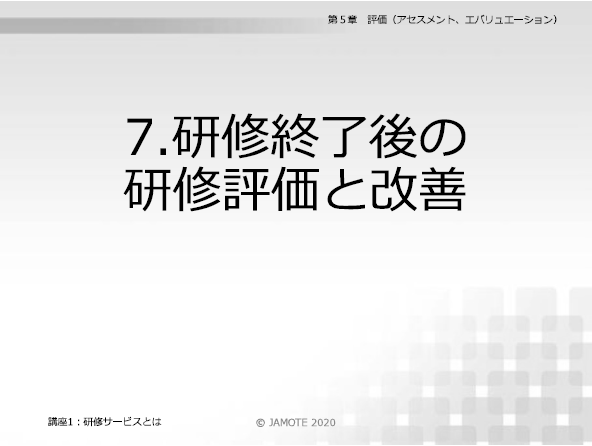 第５章　評価（アセスメント、エバリュエーション）
7.研修終了後の
研修評価と改善
講座1：研修サービスとは
© JAMOTE 2020